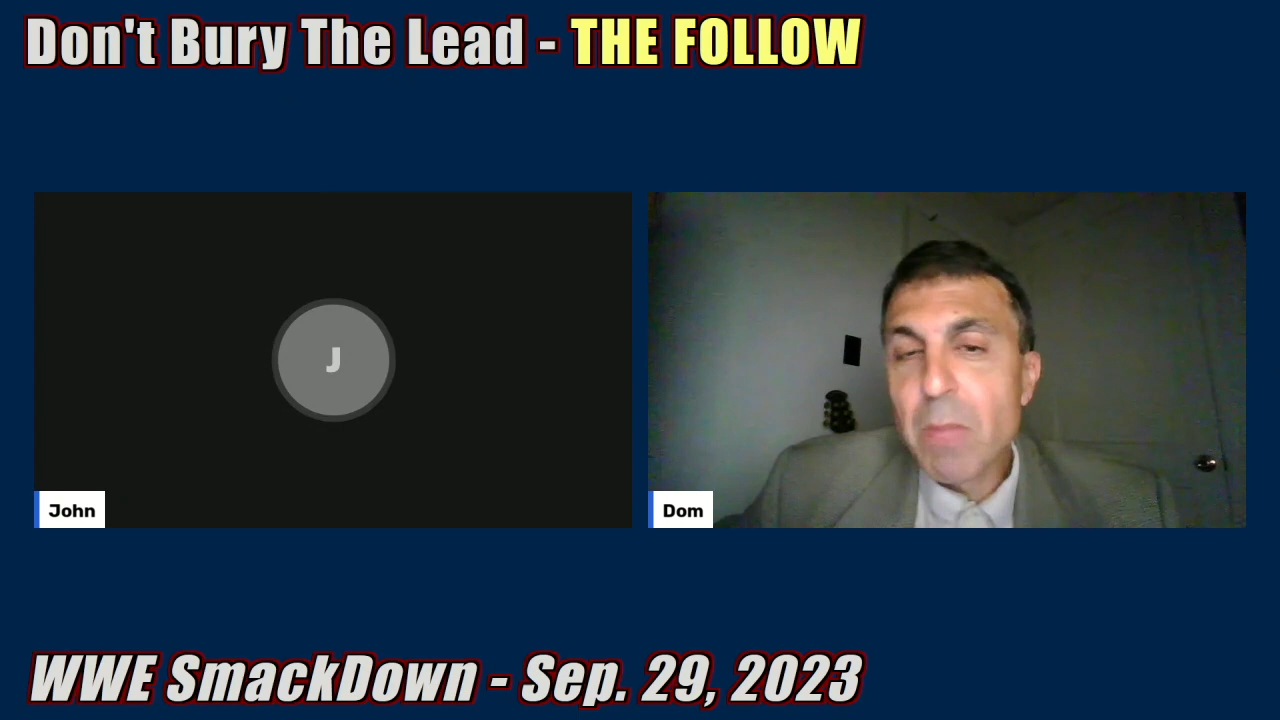 Don't Bury The Lead - THE FOLLOW
J
John
Dom
WWE SmackDown - Sep. 29, 2023